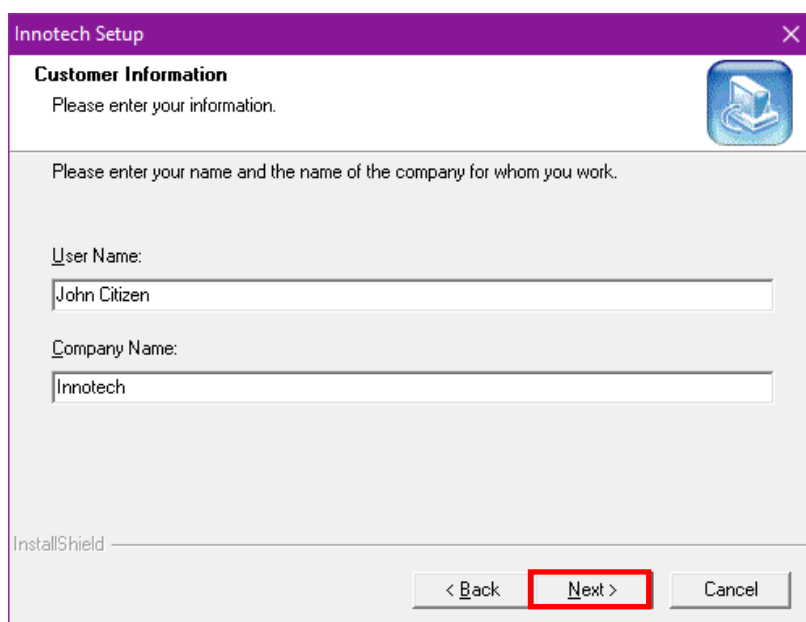 Innotech Setup
Customer Information
Please enter your information.
Please enter your name and the name of the company for whom you work.
User Name:
John Citizen
Company Name:
Innotech
InstallShield
< Back Next > Cancel